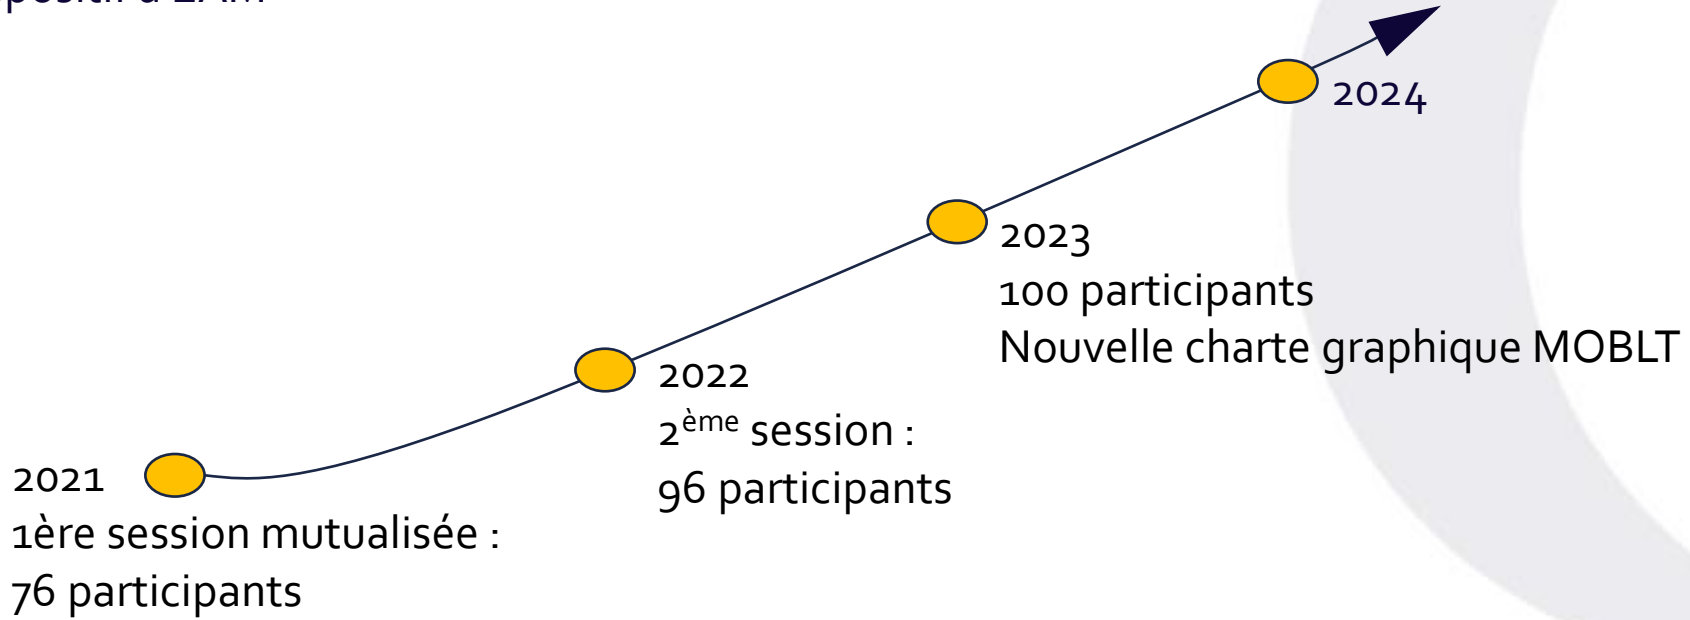 2024
2023
100 participants
Nouvelle charte graphique MOBLT
2022
2ème session :
96 participants
2021
1ère session mutualisée :
76 participants